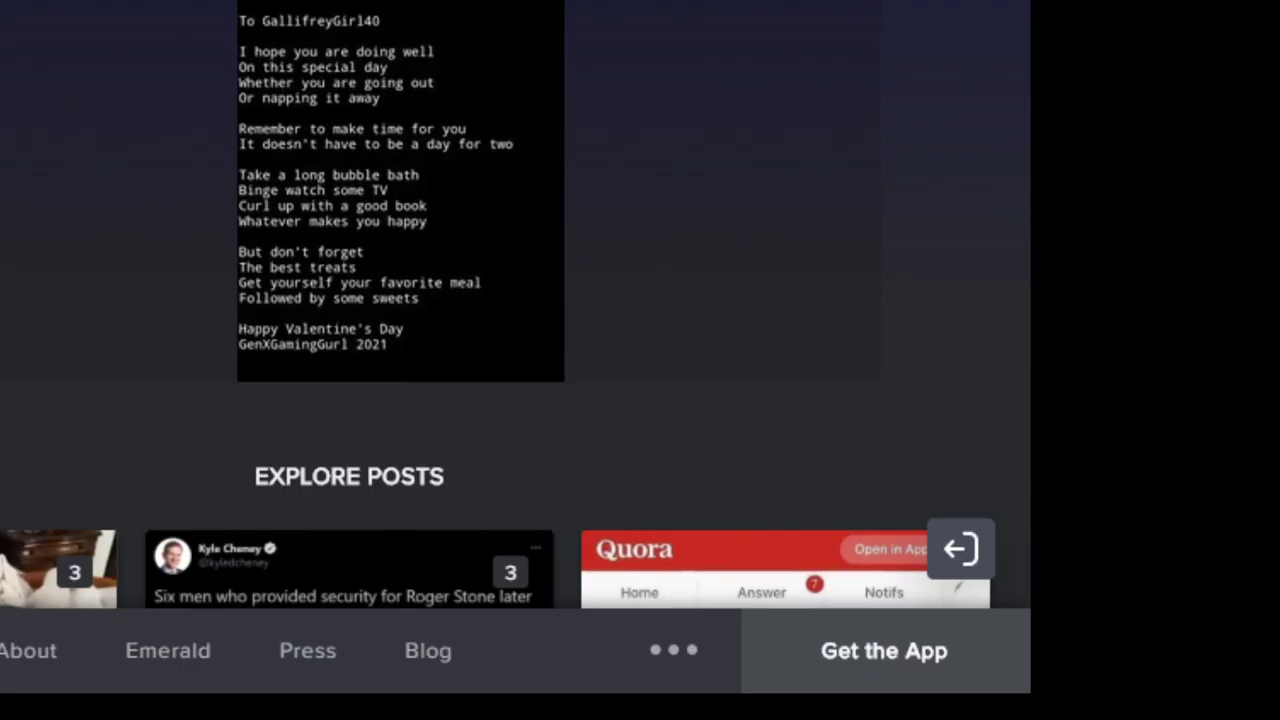 To GallifreyGirl40
I hope you are doing well
On this special day
Whether you are going out
Or napping it away
Remember to make time for you
It doesn't have to be a day for two
Take a long bubble bath
Binge watch some TV
Curl up with a good book
Whatever makes you happy
But don't forget
The best treats
Get yourself your favorite meal
Followed by some sweets
Happy Valentine's Day
GenXGamingGurl 2021
EXPLORE POSTS
3
Kyle Cheney
@kyledcheney
3
Six men who provided security for Roger Stone later
Quora
Open in App
Home
Answer
7
Notifs
About
Emerald
Press
Blog
Get the App